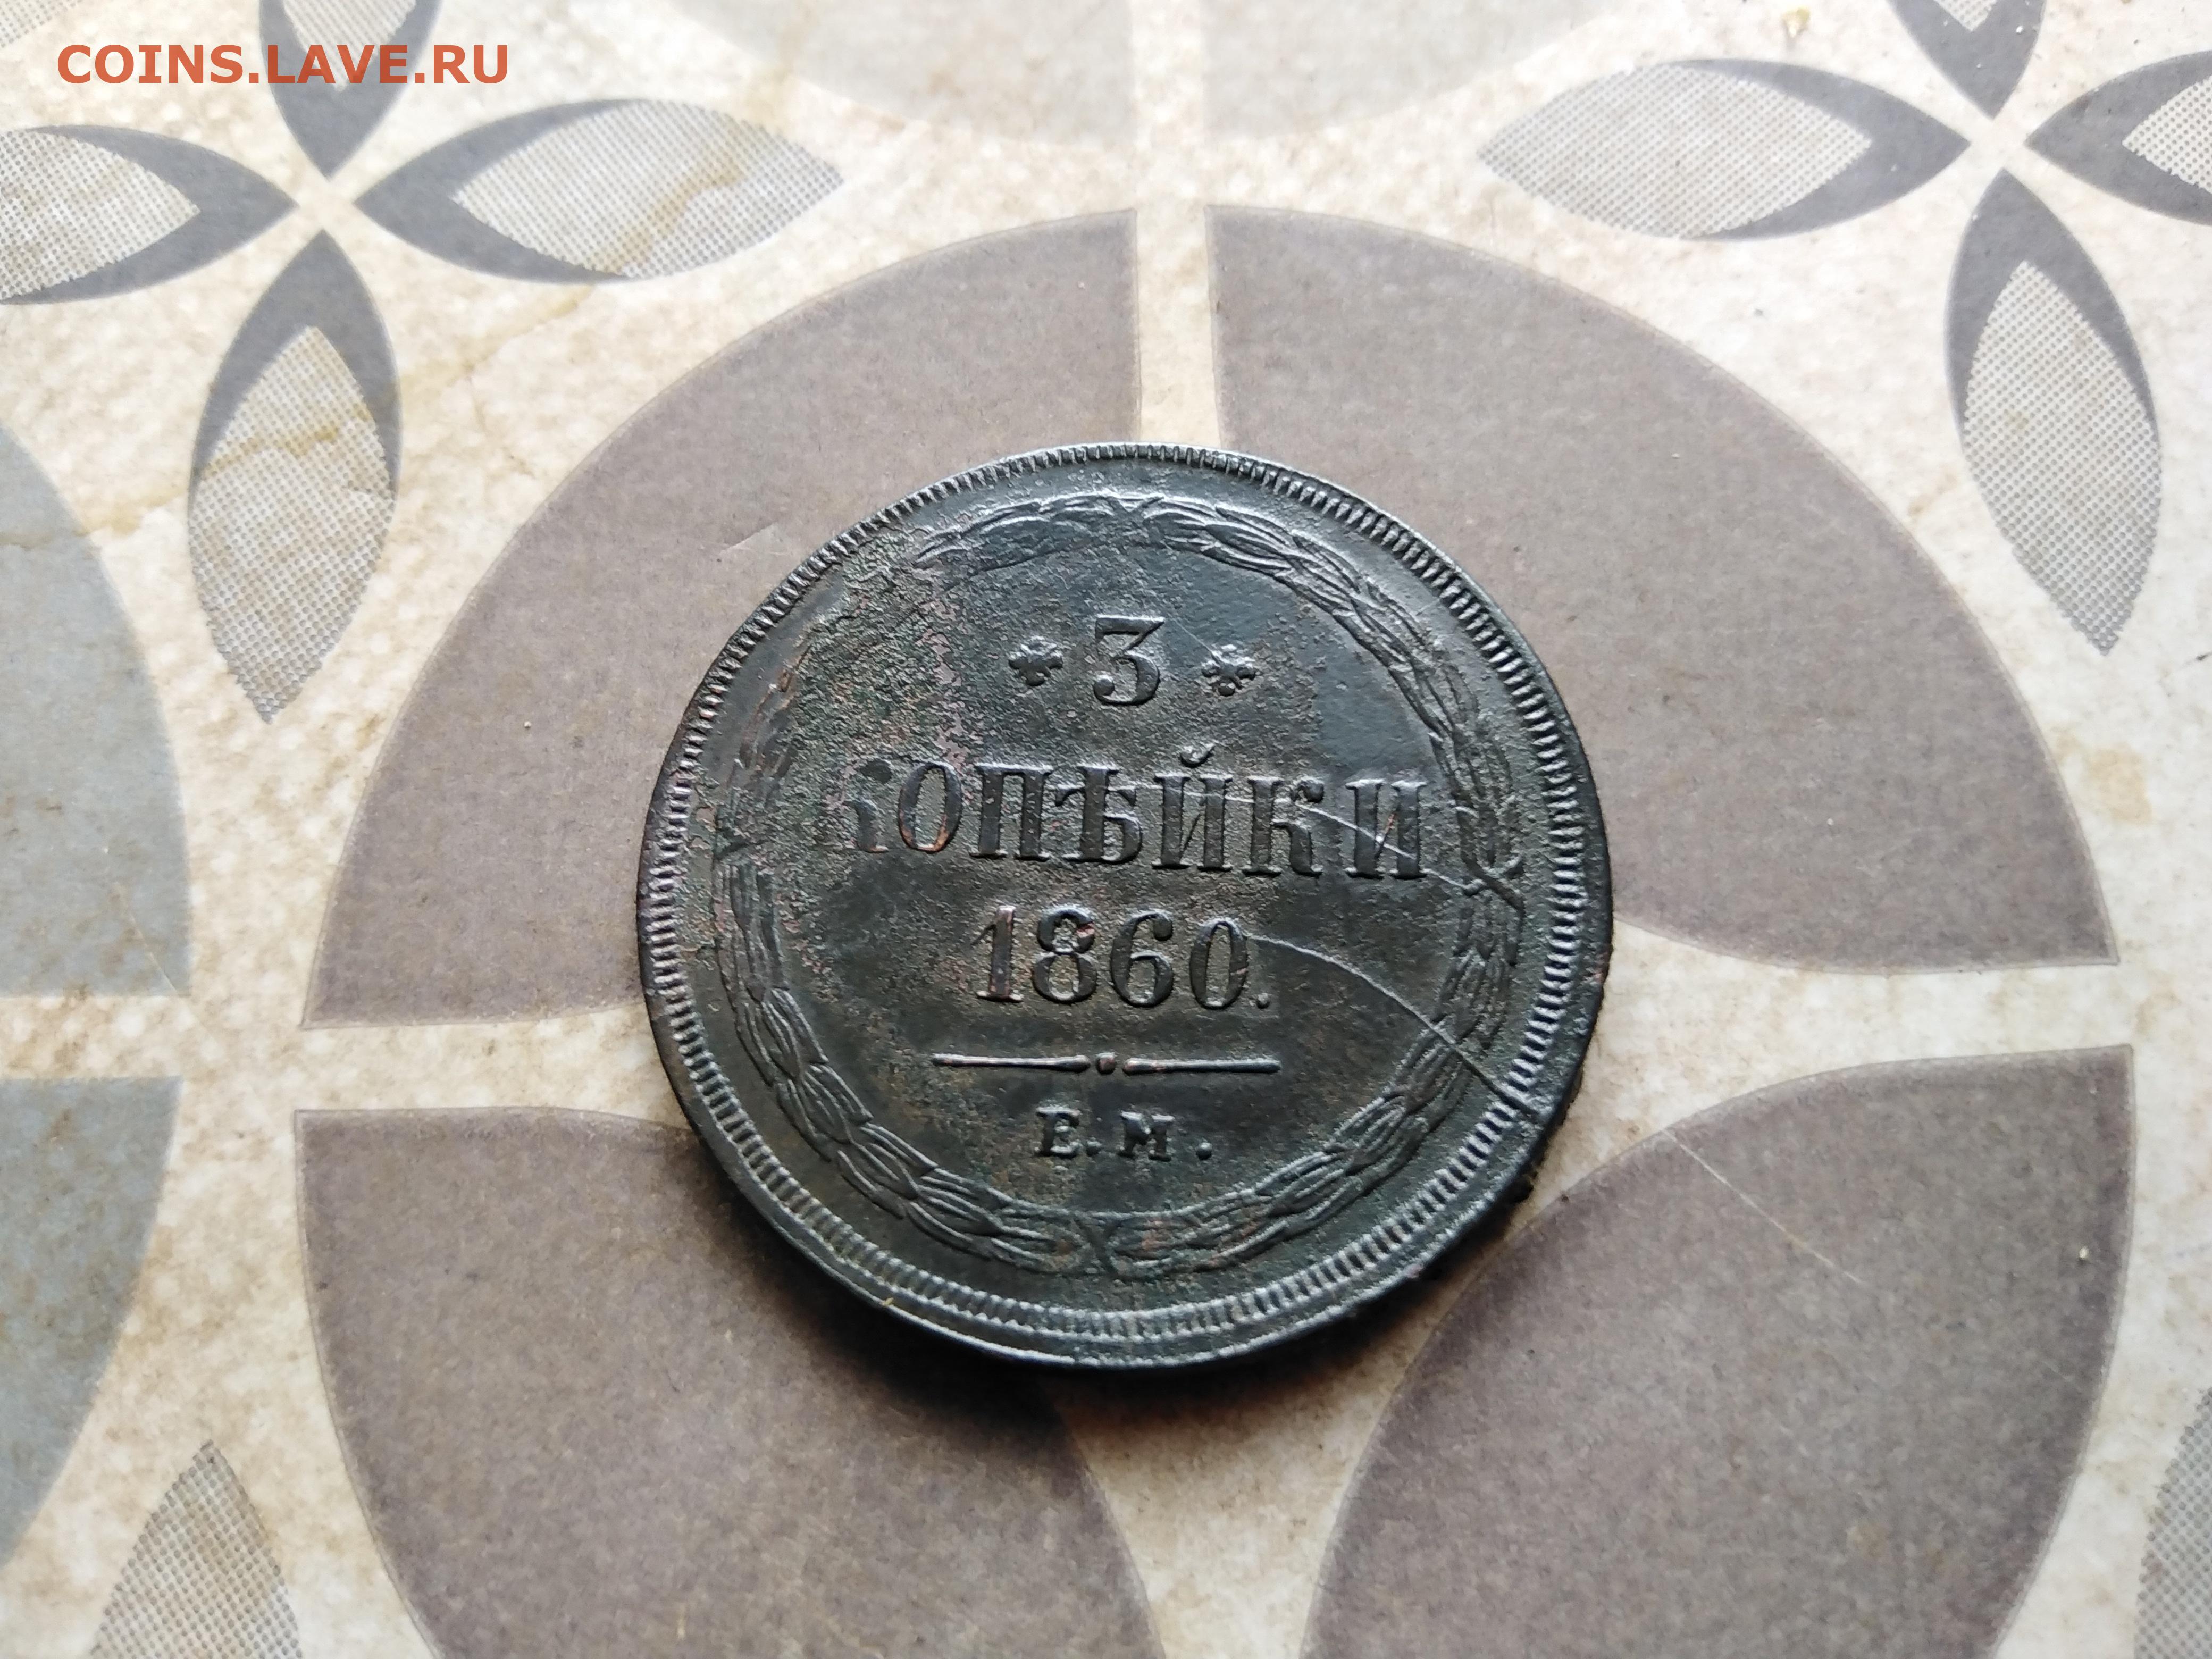 COINS.LAVE.RU
3
КОПѢЙКИ
1860.
Е.М.